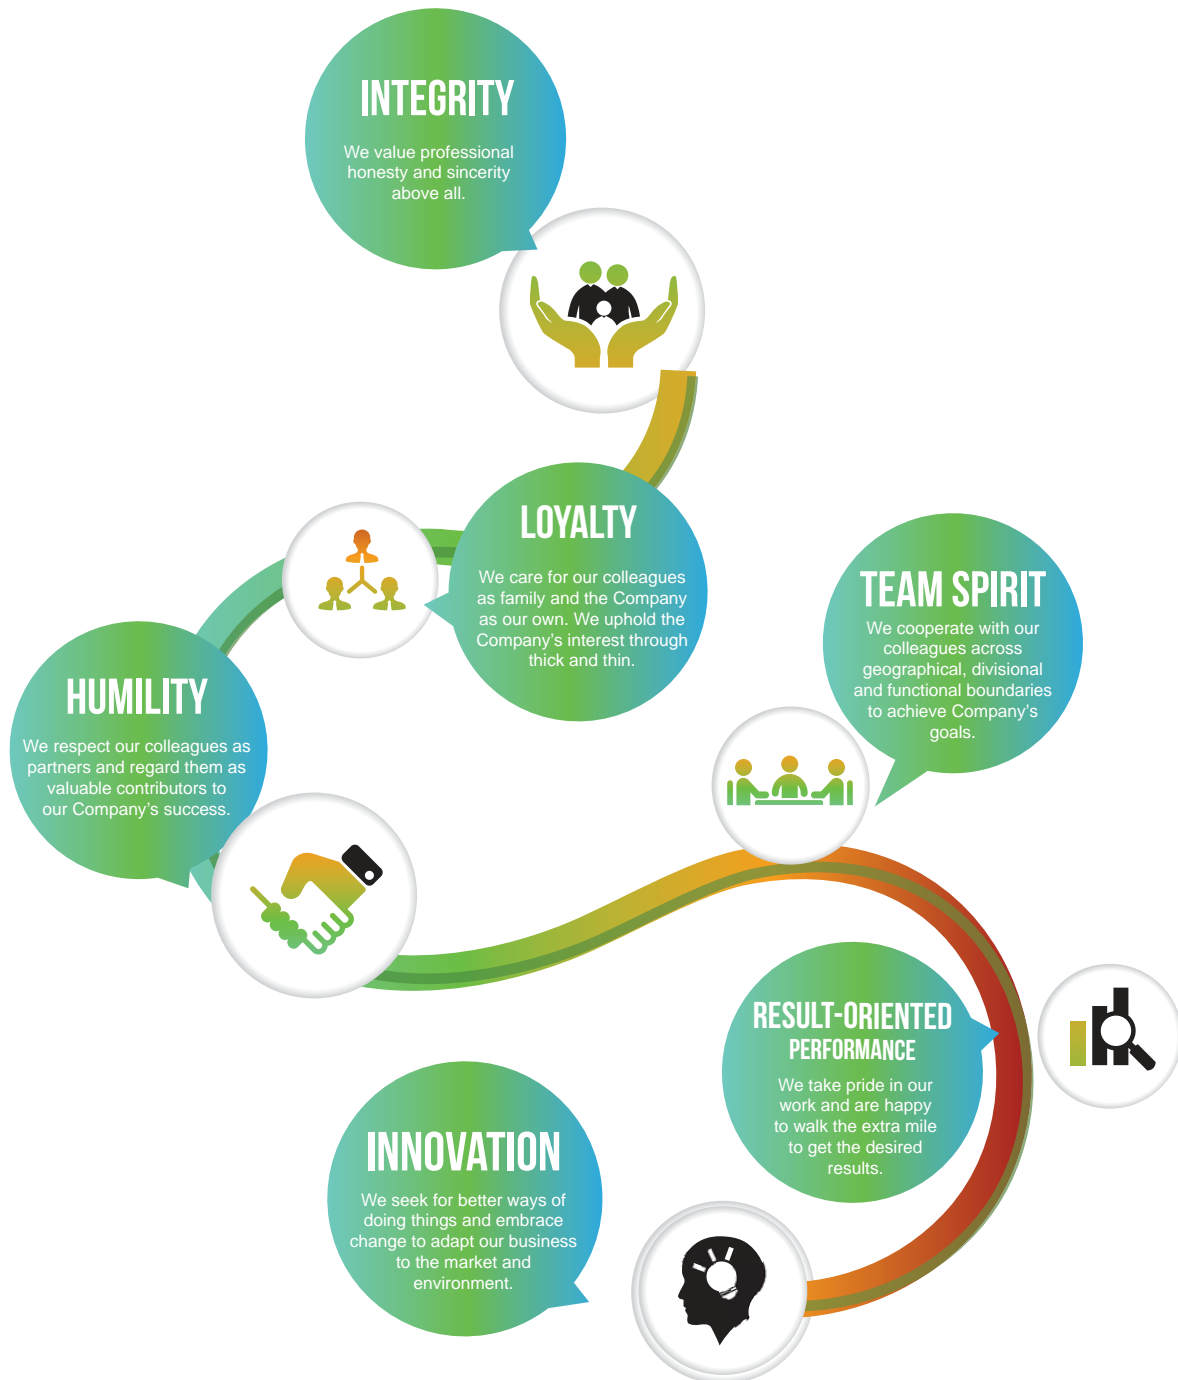 INTEGRITY
We value professional
honesty and sincerity
above all.
LOYALTY
We care for our colleagues
as family and the Company
as our own. We uphold the
Company’s interest through
thick and thin.
TEAM SPIRIT
We cooperate with our
colleagues across
geographical, divisional
and functional boundaries
to achieve Company’s
goals.
HUMILITY
We respect our colleagues as
partners and regard them as
valuable contributors to
our Company’s success.
RESULT-ORIENTED
PERFORMANCE
We take pride in our
work and are happy
to walk the extra mile
to get the desired
results.
INNOVATION
We seek for better ways of
doing things and embrace
change to adapt our business
to the market and
environment.